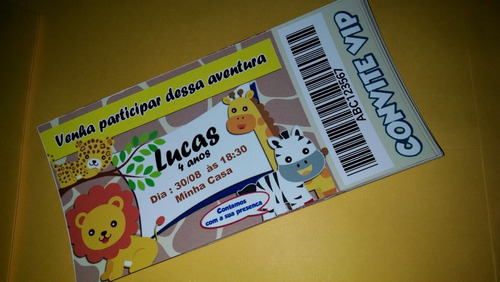 Venha participar dessa aventura
Lucas
4 anos
Dia : 30/08 às 18:30
Minha Casa
Contamos
com a sua presença
ABC123567
CONVITE VIP